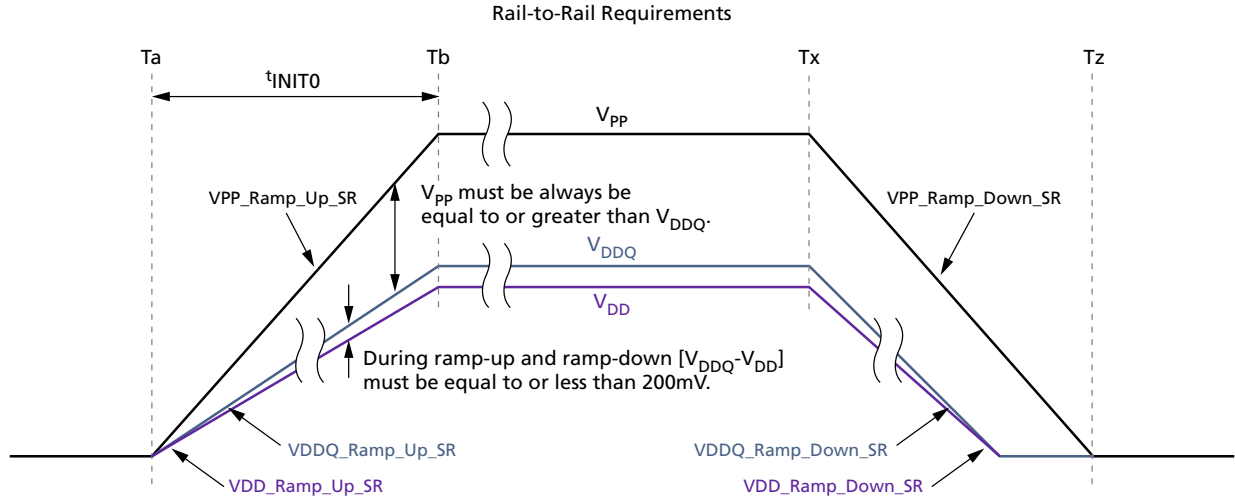 Rail-to-Rail Requirements
Ta
Tb
Tx
Tz
tINIT0
VPP
VPP_Ramp_Up_SR
VPP must be always be
equal to or greater than VDDQ.
VPP_Ramp_Down_SR
VDDQ
VDD
During ramp-up and ramp-down [VDDQ-VDD]
must be equal to or less than 200mV.
VDDQ_Ramp_Up_SR
VDDQ_Ramp_Down_SR
VDD_Ramp_Up_SR
VDD_Ramp_Down_SR